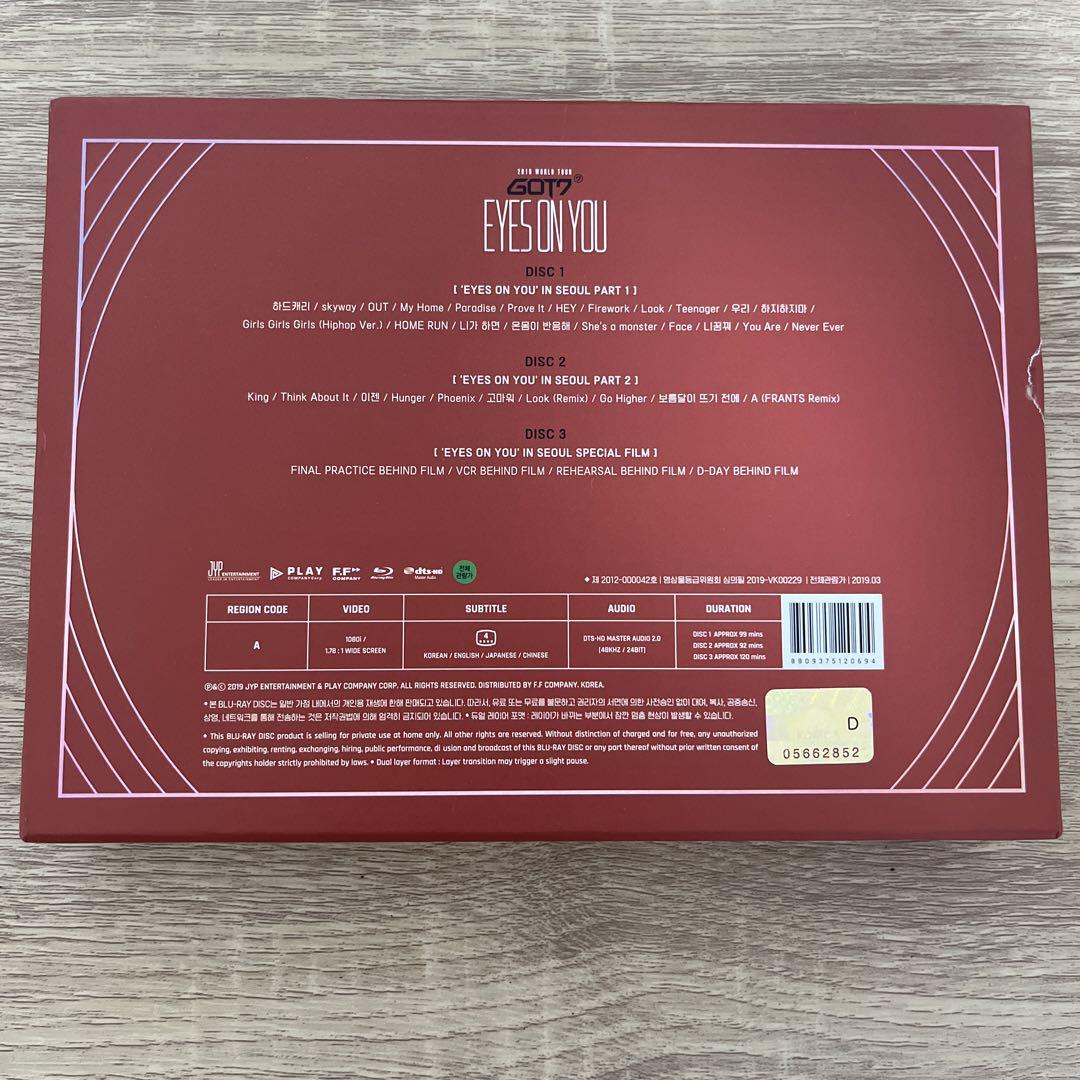 2018 WORLD TOUR
GOT7
EYES ON YOU
DISC 1
[ 'EYES ON YOU' IN SEOUL PART 1 ]
하드캐리 / skyway / OUT / My Home / Paradise / Prove It / HEY / Firework / Look / Teenager / 우리 / 하지하지마 /
Girls Girls Girls (Hiphop Ver.) / HOME RUN / 니가 하면 / 온몸이 반응해 / She's a monster / Face / 니꿈꿔 / You Are / Never Ever
DISC 2
[ 'EYES ON YOU' IN SEOUL PART 2 ]
King / Think About It / 이젠 / Hunger / Phoenix / 고마워 / Look (Remix) / Go Higher / 보름달이 뜨기 전에 / A (FRANTS Remix)
DISC 3
[ 'EYES ON YOU' IN SEOUL SPECIAL FILM ]
FINAL PRACTICE BEHIND FILM / VCR BEHIND FILM / REHEARSAL BEHIND FILM / D-DAY BEHIND FILM
JYP ENTERTAINMENT
LEADER IN ENTERTAINMENT
PLAY
COMPANY Corp.
F.F
COMPANY
Blu-ray Disc
dts-HD
Master Audio
전체
관람가
◆ 제 2012-000042호 | 영상물등급위원회 심의필 2019-VK00229 | 전체관람가 | 2019.03
REGION CODE VIDEO SUBTITLE AUDIO DURATION
A
1080i /
1.78 : 1 WIDE SCREEN
4
KOREAN / ENGLISH / JAPANESE / CHINESE
DTS-HD MASTER AUDIO 2.0
(48KHZ / 24BIT)
DISC 1 APPROX 99 mins
DISC 2 APPROX 92 mins
DISC 3 APPROX 120 mins
8809375120694
Ⓟ&ⓒ 2019 JYP ENTERTAINMENT & PLAY COMPANY CORP. ALL RIGHTS RESERVED. DISTRIBUTED BY F.F COMPANY. KOREA.
• 본 BLU-RAY DISC는 일반 가정 내에서의 개인용 재생에 한해 판매되고 있습니다. 따라서, 유료 또는 무료를 불문하고 권리자의 서면에 의한 사전승인 없이 대여, 복사, 공중송신,
상영, 네트워크를 통해 전송하는 것은 저작권법에 의해 엄격히 금지되어 있습니다. • 듀얼 레이어 포맷 : 레이어가 바뀌는 부분에서 잠깐 멈춤 현상이 발생할 수 있습니다.
• This BLU-RAY DISC product is selling for private use at home only. All other rights are reserved. Without distinction of charged and for free, any unauthorized
copying, exhibiting, renting, exchanging, hiring, public performance, di usion and broadcast of this BLU-RAY DISC or any part thereof without prior written consent of
the copyrights holder strictly prohibited by laws. • Dual layer format : Layer transition may trigger a slight pause.
D
05662852